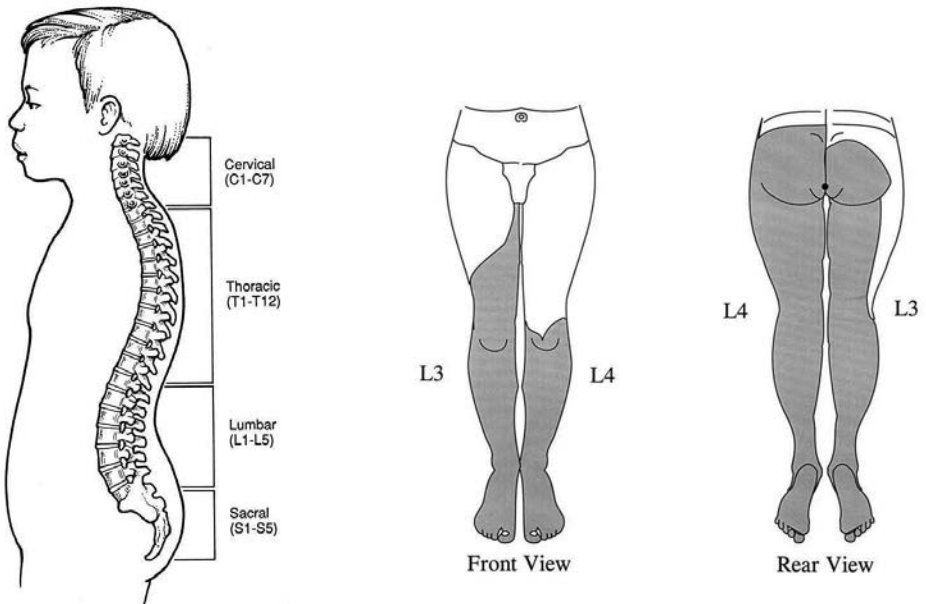 Cervical
(C1-C7)
Thoracic
(T1-T12)
Lumbar
(L1-L5)
Sacral
(S1-S5)
L3
L4
Front View
L4
L3
Rear View